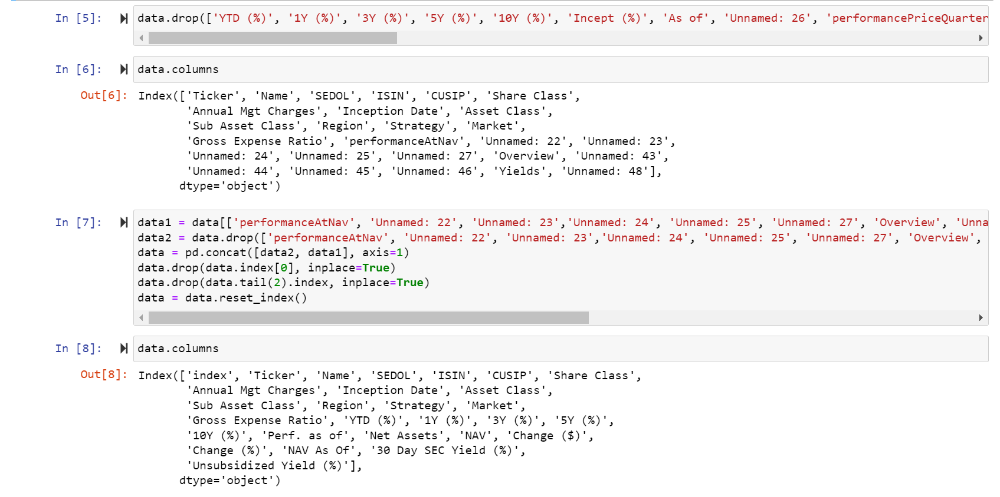 In [5]: data.drop(['YTD (%)', '1Y (%)', '3Y (%)', '5Y (%)', '10Y (%)', 'Incept (%)', 'As of', 'Unnamed: 26', 'performancePriceQuarter
In [6]: data.columns
Out[6]: Index(['Ticker', 'Name', 'SEDOL', 'ISIN', 'CUSIP', 'Share Class',
'Annual Mgt Charges', 'Inception Date', 'Asset Class',
'Sub Asset Class', 'Region', 'Strategy', 'Market',
'Gross Expense Ratio', 'performanceAtNav', 'Unnamed: 22', 'Unnamed: 23',
'Unnamed: 24', 'Unnamed: 25', 'Unnamed: 27', 'Overview', 'Unnamed: 43',
'Unnamed: 44', 'Unnamed: 45', 'Unnamed: 46', 'Yields', 'Unnamed: 48'],
dtype='object')
In [7]: data1 = data[['performanceAtNav', 'Unnamed: 22', 'Unnamed: 23','Unnamed: 24', 'Unnamed: 25', 'Unnamed: 27', 'Overview', 'Unna
data2 = data.drop(['performanceAtNav', 'Unnamed: 22', 'Unnamed: 23','Unnamed: 24', 'Unnamed: 25', 'Unnamed: 27', 'Overview',
data = pd.concat([data2, data1], axis=1)
data.drop(data.index[0], inplace=True)
data.drop(data.tail(2).index, inplace=True)
data = data.reset_index()
In [8]: data.columns
Out[8]: Index(['index', 'Ticker', 'Name', 'SEDOL', 'ISIN', 'CUSIP', 'Share Class',
'Annual Mgt Charges', 'Inception Date', 'Asset Class',
'Sub Asset Class', 'Region', 'Strategy', 'Market',
'Gross Expense Ratio', 'YTD (%)', '1Y (%)', '3Y (%)', '5Y (%)',
'10Y (%)', 'Perf. as of', 'Net Assets', 'NAV', 'Change ($)',
'Change (%)', 'NAV As Of', '30 Day SEC Yield (%)',
'Unsubsidized Yield (%)'],
dtype='object')